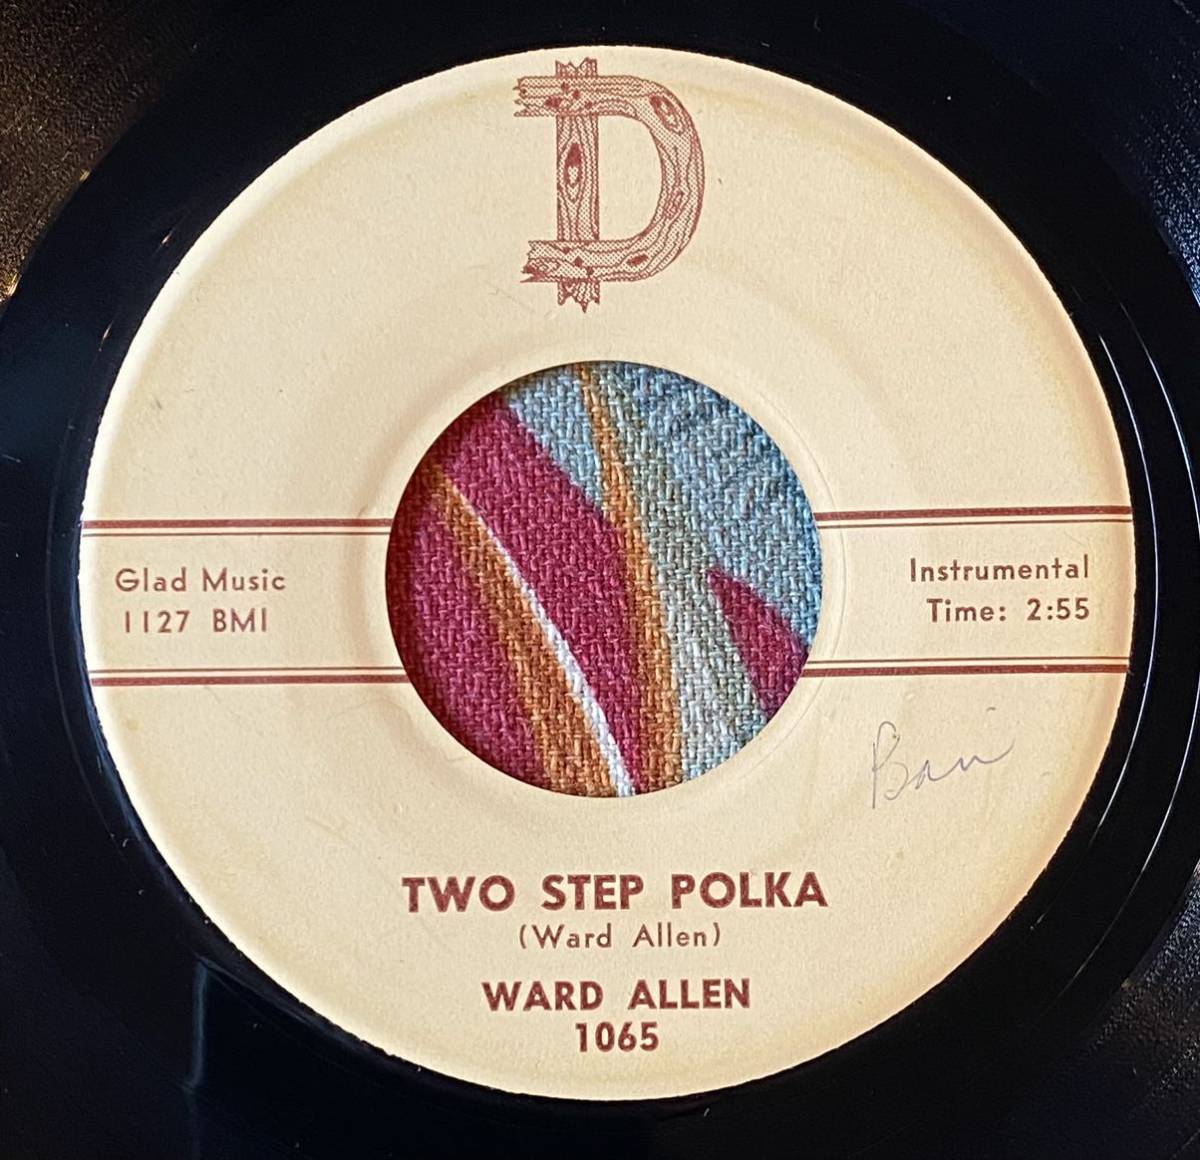 D
Glad Music
1127 BMI
Instrumental
Time: 2:55
TWO STEP POLKA
(Ward Allen)
WARD ALLEN
1065